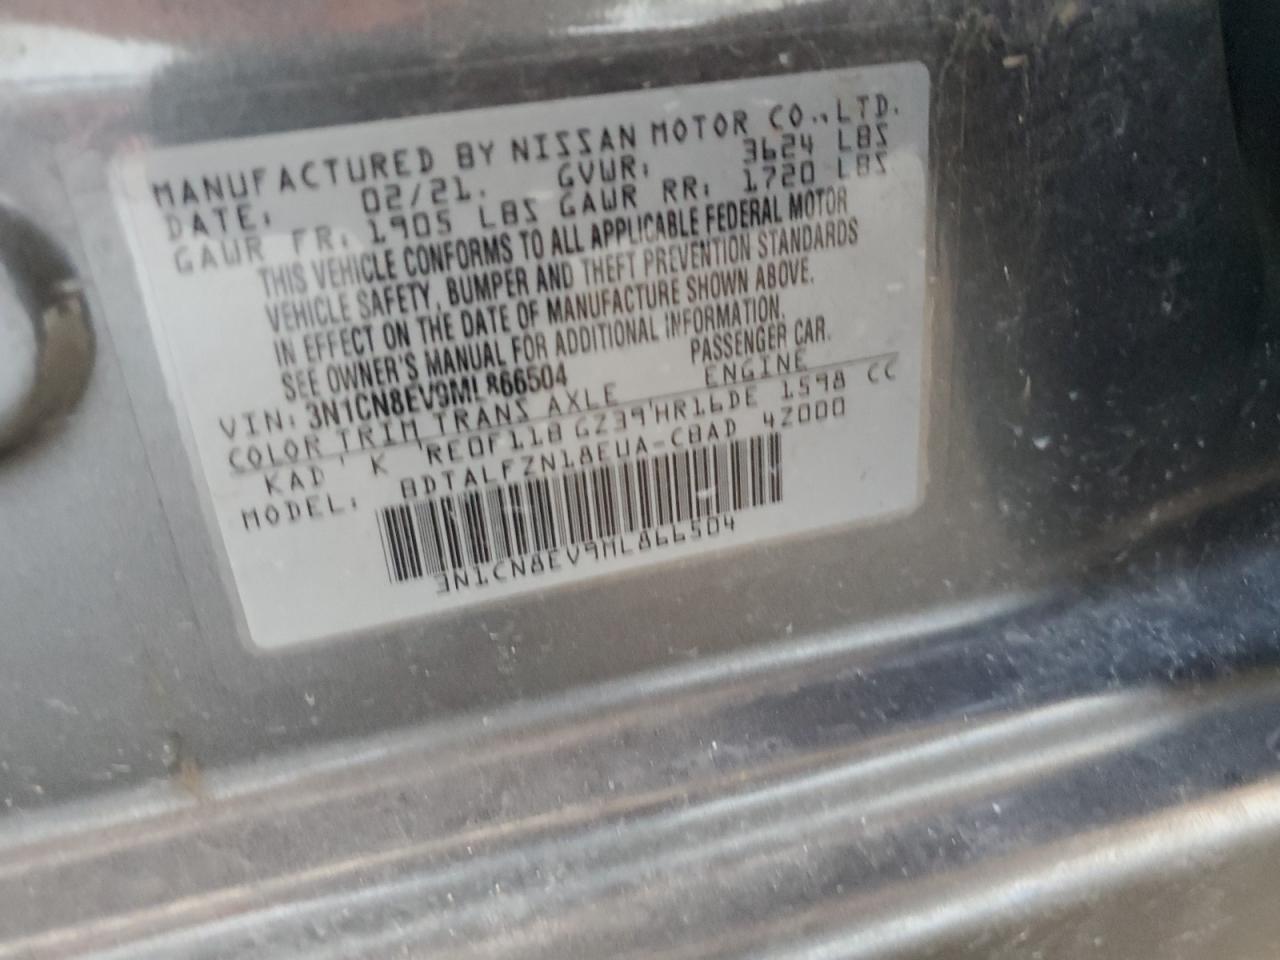 MANUFACTURED BY NISSAN MOTOR CO., LTD.
DATE: 02/21. GVWR: 3624 LBS
GAWR FR: 1905 LBS GAWR RR: 1720 LBS
THIS VEHICLE CONFORMS TO ALL APPLICABLE FEDERAL MOTOR
VEHICLE SAFETY, BUMPER AND THEFT PREVENTION STANDARDS
IN EFFECT ON THE DATE OF MANUFACTURE SHOWN ABOVE.
SEE OWNER'S MANUAL FOR ADDITIONAL INFORMATION.
VIN: 3N1CN8EV9ML866504 PASSENGER CAR.
COLOR TRIM TRANS AXLE ENGINE
KAD ' K 'RE0F11B GZ39'HR16DE 1598 CC
MODEL: BDTALFZN18EUA-CBAD 4Z000
3N1CN8EV9ML866504